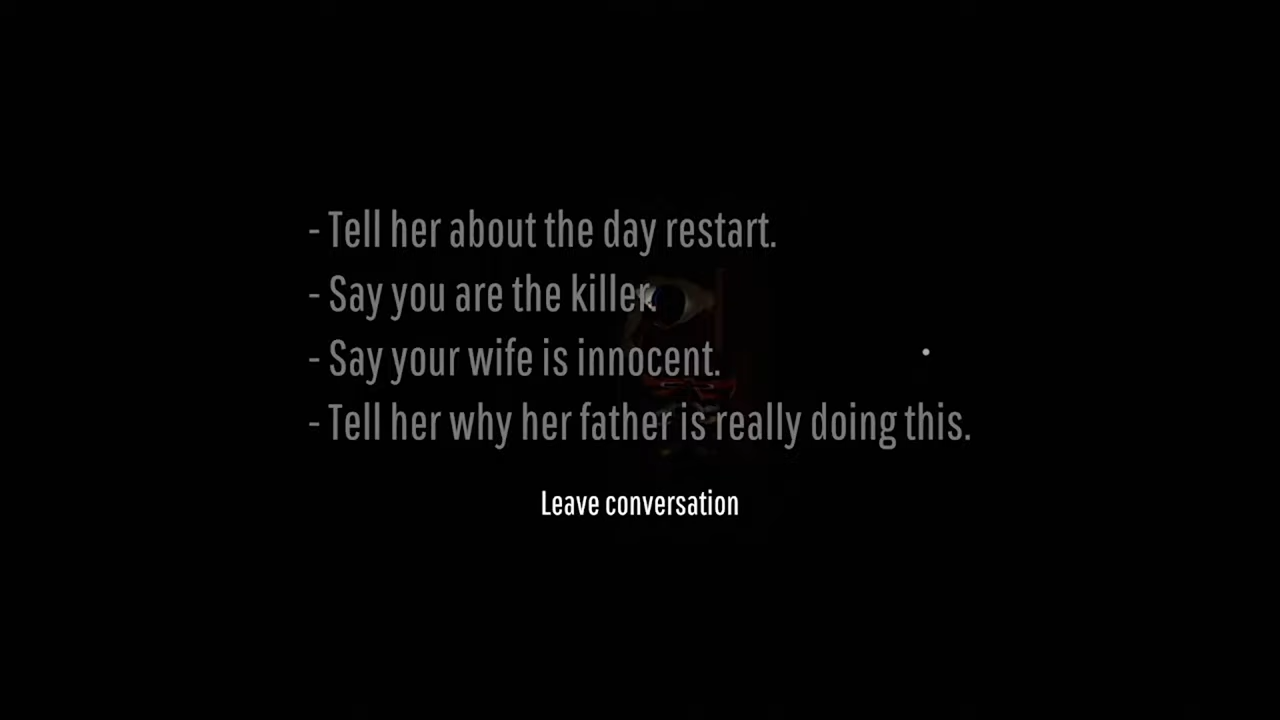 - Tell her about the day restart.
- Say you are the killer.
- Say your wife is innocent.
- Tell her why her father is really doing this.
Leave conversation